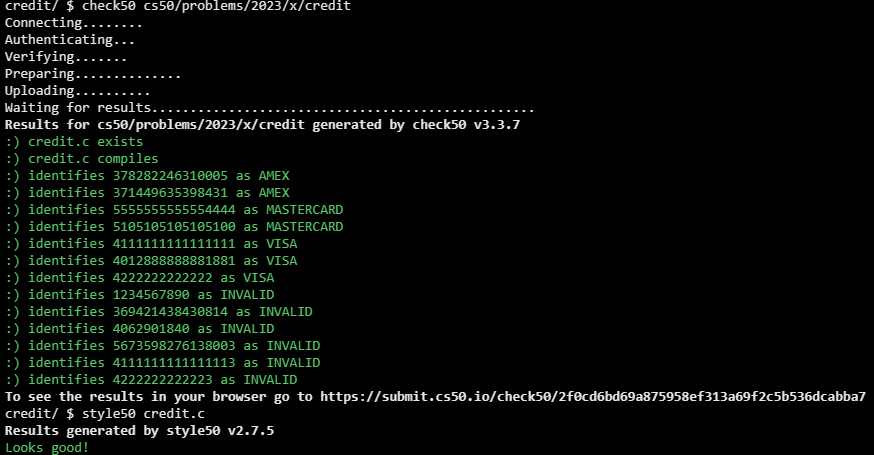 credit/ $ check50 cs50/problems/2023/x/credit
Connecting........
Authenticating...
Verifying.......
Preparing..............
Uploading..........
Waiting for results..................................................
Results for cs50/problems/2023/x/credit generated by check50 v3.3.7
:) credit.c exists
:) credit.c compiles
:) identifies 378282246310005 as AMEX
:) identifies 371449635398431 as AMEX
:) identifies 5555555555554444 as MASTERCARD
:) identifies 5105105105105100 as MASTERCARD
:) identifies 4111111111111111 as VISA
:) identifies 4012888888881881 as VISA
:) identifies 4222222222222 as VISA
:) identifies 1234567890 as INVALID
:) identifies 369421438430814 as INVALID
:) identifies 4062901840 as INVALID
:) identifies 5673598276138003 as INVALID
:) identifies 4111111111111113 as INVALID
:) identifies 4222222222223 as INVALID
To see the results in your browser go to https://submit.cs50.io/check50/2f0cd6bd69a875958ef313a69f2c5b536dcabba7
credit/ $ style50 credit.c
Results generated by style50 v2.7.5
Looks good!